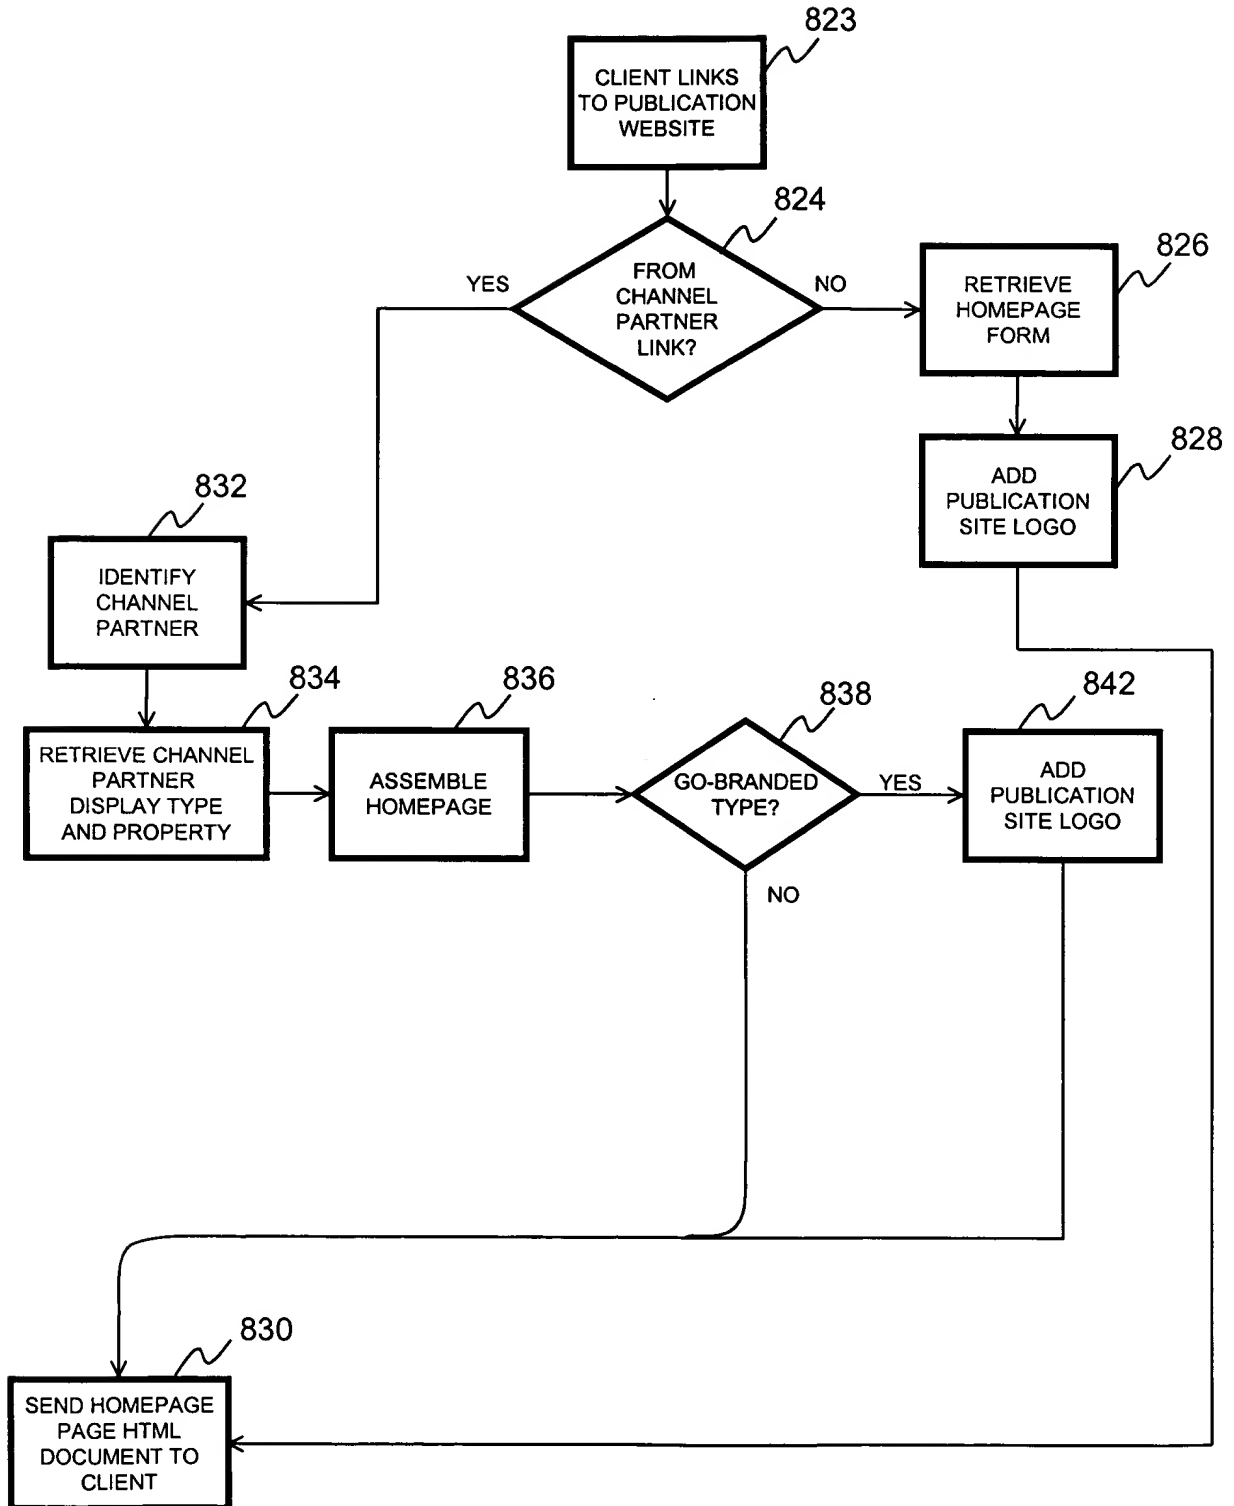 823
CLIENT LINKS
TO PUBLICATION
WEBSITE
824
FROM
CHANNEL
PARTNER
LINK?
YES
NO
826
RETRIEVE
HOMEPAGE
FORM
828
ADD
PUBLICATION
SITE LOGO
832
IDENTIFY
CHANNEL
PARTNER
834
RETRIEVE CHANNEL
PARTNER
DISPLAY TYPE
AND PROPERTY
836
ASSEMBLE
HOMEPAGE
838
GO-BRANDED
TYPE?
YES
NO
842
ADD
PUBLICATION
SITE LOGO
830
SEND HOMEPAGE
PAGE HTML
DOCUMENT TO
CLIENT